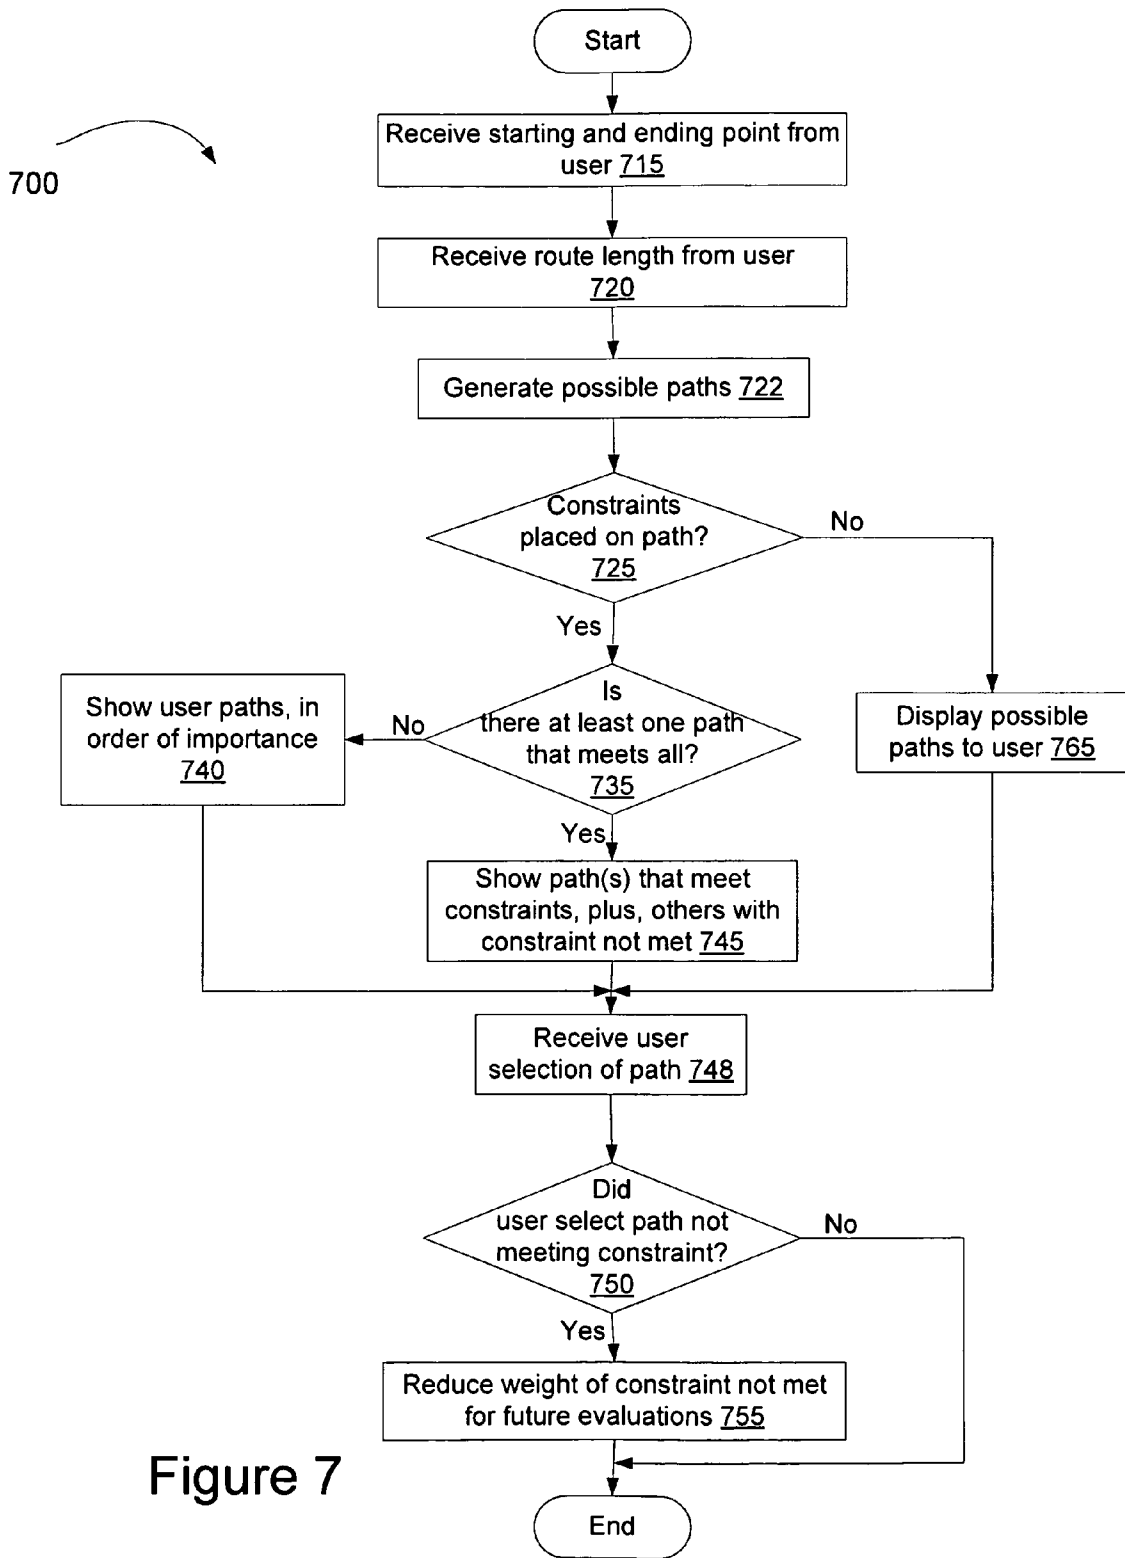 Start
Receive starting and ending point from
user 715
700
Receive route length from user
720
Generate possible paths 722
Constraints
placed on path?
725
No
Yes
Show user paths, in
order of importance
740
No
Is
there at least one path
that meets all?
735
Display possible
paths to user 765
Yes
Show path(s) that meet
constraints, plus, others with
constraint not met 745
Receive user
selection of path 748
Did
user select path not
meeting constraint?
750
No
Yes
Reduce weight of constraint not met
for future evaluations 755
Figure 7
End